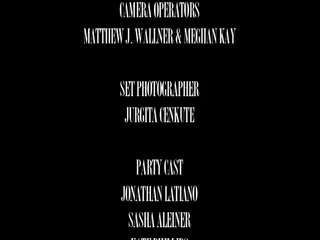 CAMERA OPERATORS
MATTHEW J. WALLNER & MEGHAN KAY
SET PHOTOGRAPHER
JURGITA CENKUTE
PARTY CAST
JONATHAN LATIANO
SASHA ALEINER